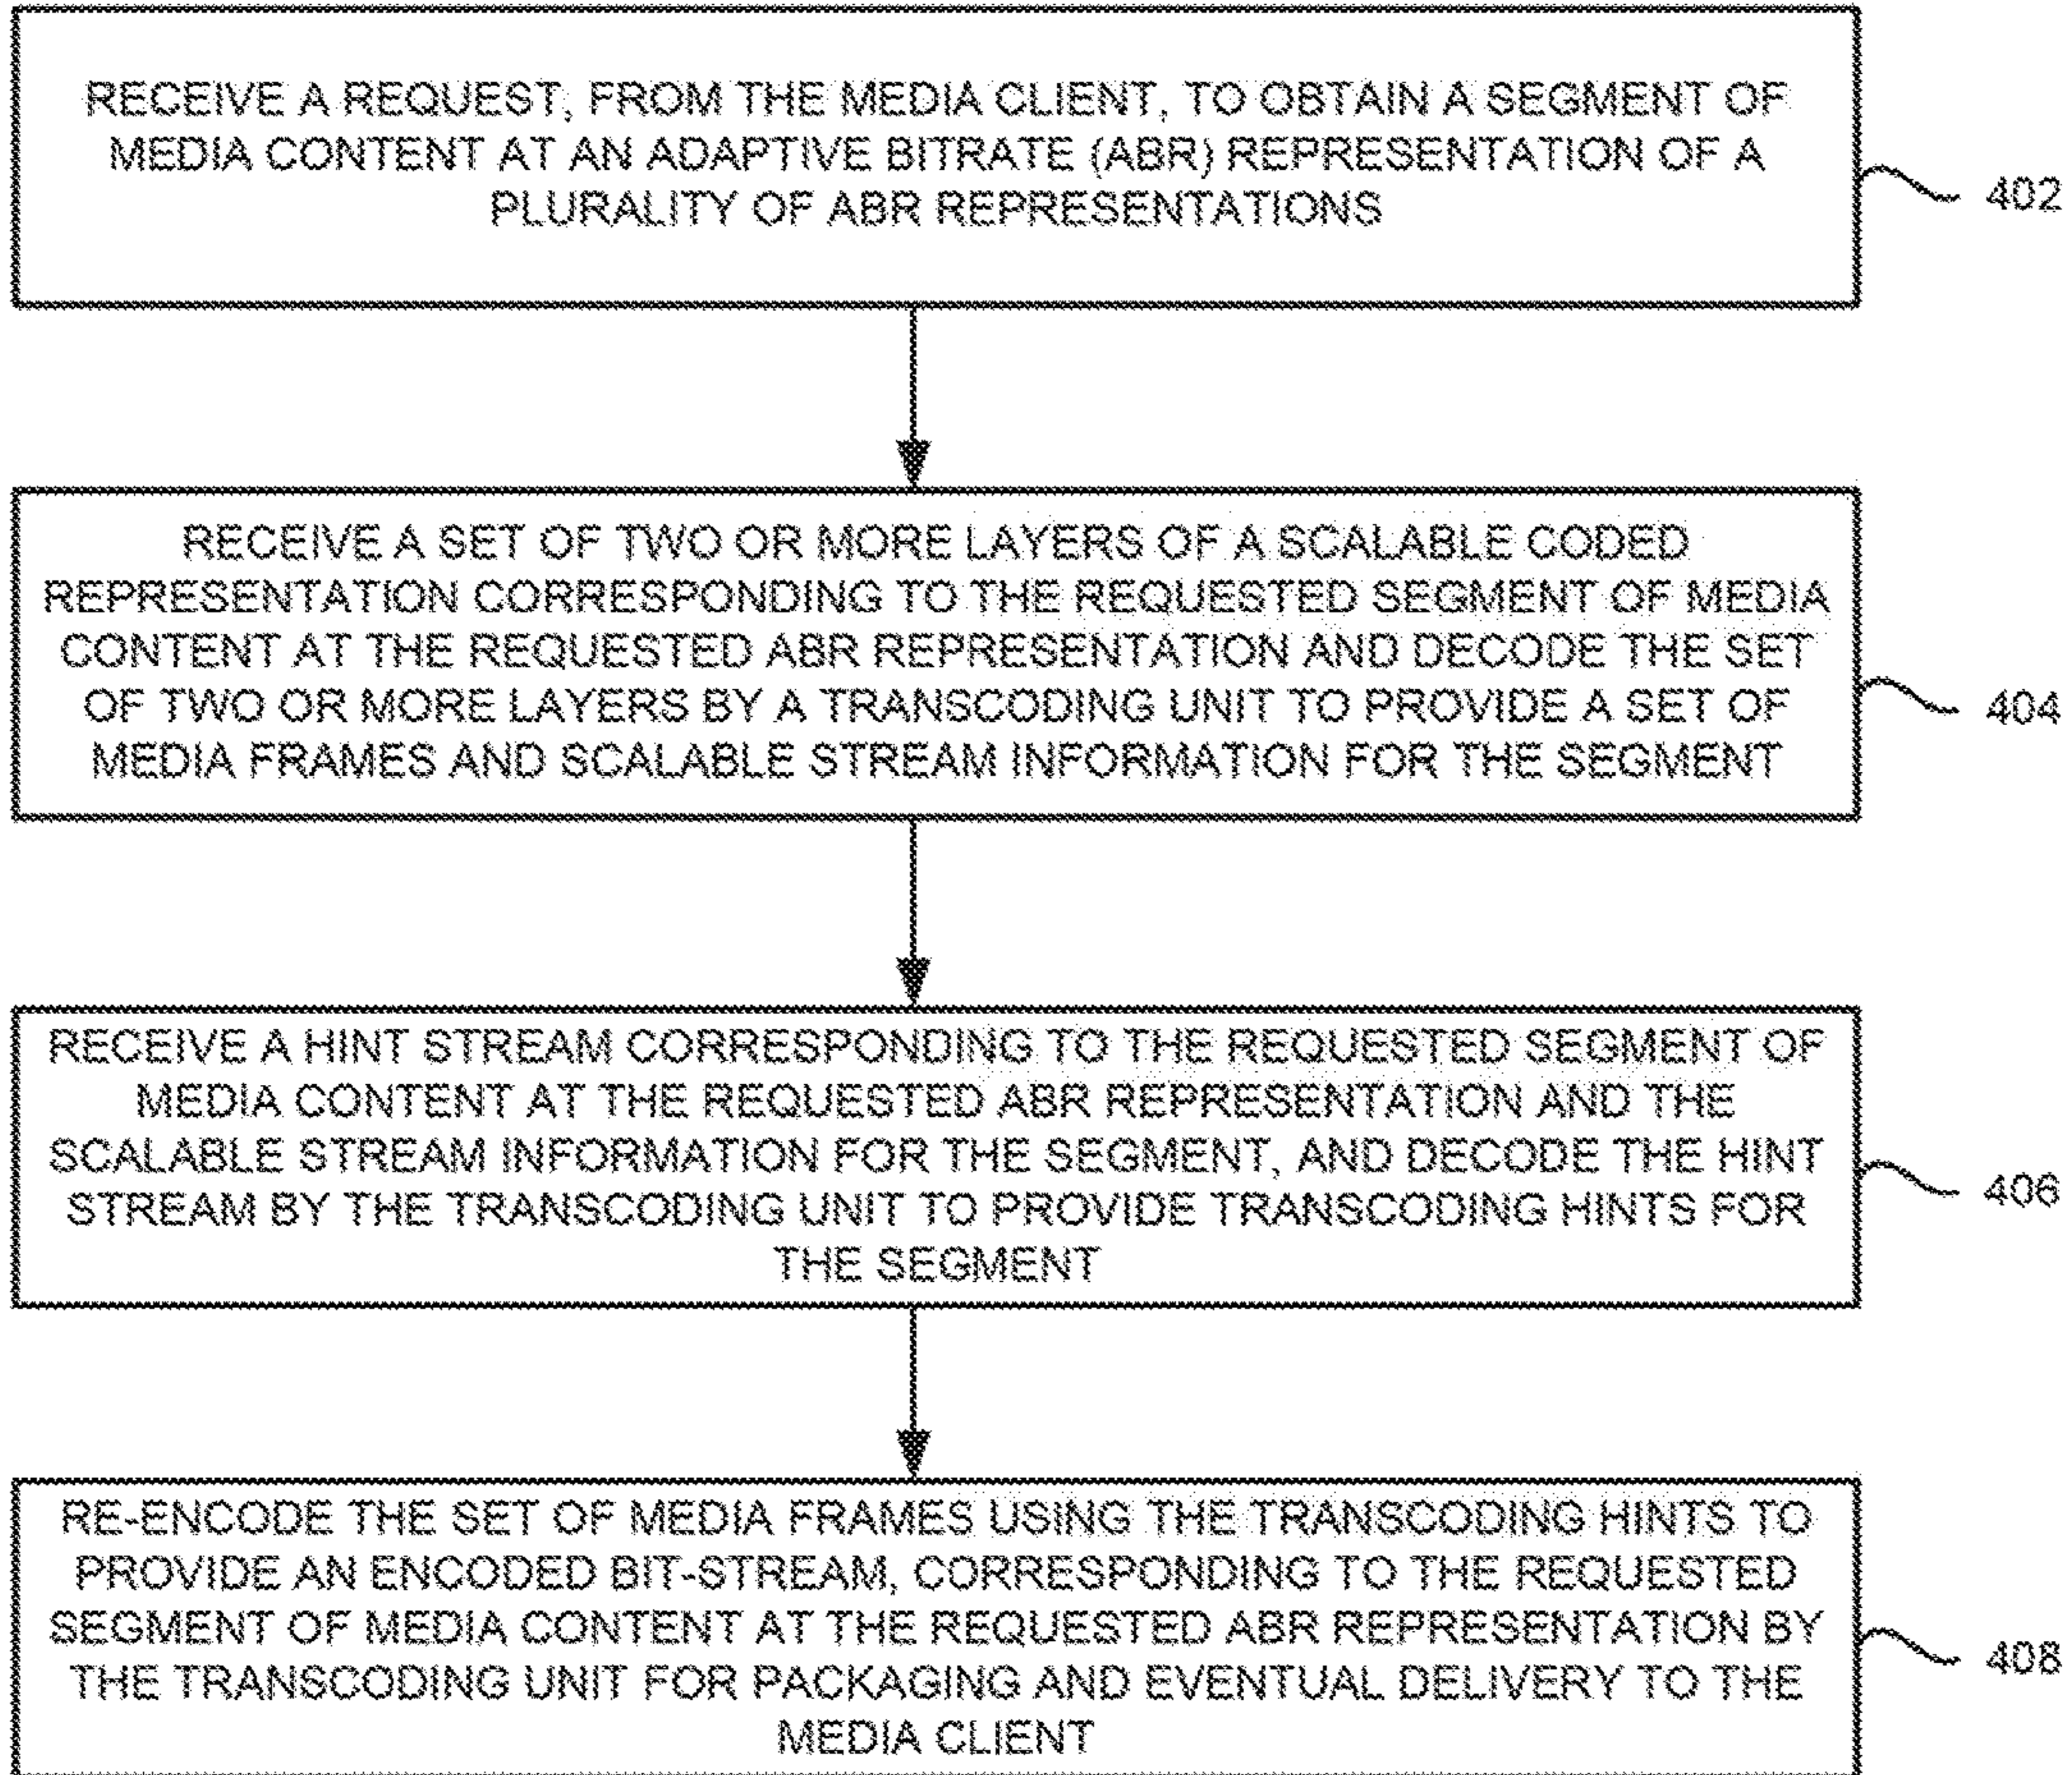 RECEIVE A REQUEST, FROM THE MEDIA CLIENT, TO OBTAIN A SEGMENT OF
MEDIA CONTENT AT AN ADAPTIVE BITRATE (ABR) REPRESENTATION OF A
PLURALITY OF ABR REPRESENTATIONS
402
RECEIVE A SET OF TWO OR MORE LAYERS OF A SCALABLE CODED
REPRESENTATION CORRESPONDING TO THE REQUESTED SEGMENT OF MEDIA
CONTENT AT THE REQUESTED ABR REPRESENTATION AND DECODE THE SET
OF TWO OR MORE LAYERS BY A TRANSCODING UNIT TO PROVIDE A SET OF
MEDIA FRAMES AND SCALABLE STREAM INFORMATION FOR THE SEGMENT
404
RECEIVE A HINT STREAM CORRESPONDING TO THE REQUESTED SEGMENT OF
MEDIA CONTENT AT THE REQUESTED ABR REPRESENTATION AND THE
SCALABLE STREAM INFORMATION FOR THE SEGMENT, AND DECODE THE HINT
STREAM BY THE TRANSCODING UNIT TO PROVIDE TRANSCODING HINTS FOR
THE SEGMENT
406
RE-ENCODE THE SET OF MEDIA FRAMES USING THE TRANSCODING HINTS TO
PROVIDE AN ENCODED BIT-STREAM, CORRESPONDING TO THE REQUESTED
SEGMENT OF MEDIA CONTENT AT THE REQUESTED ABR REPRESENTATION BY
THE TRANSCODING UNIT FOR PACKAGING AND EVENTUAL DELIVERY TO THE
MEDIA CLIENT
408